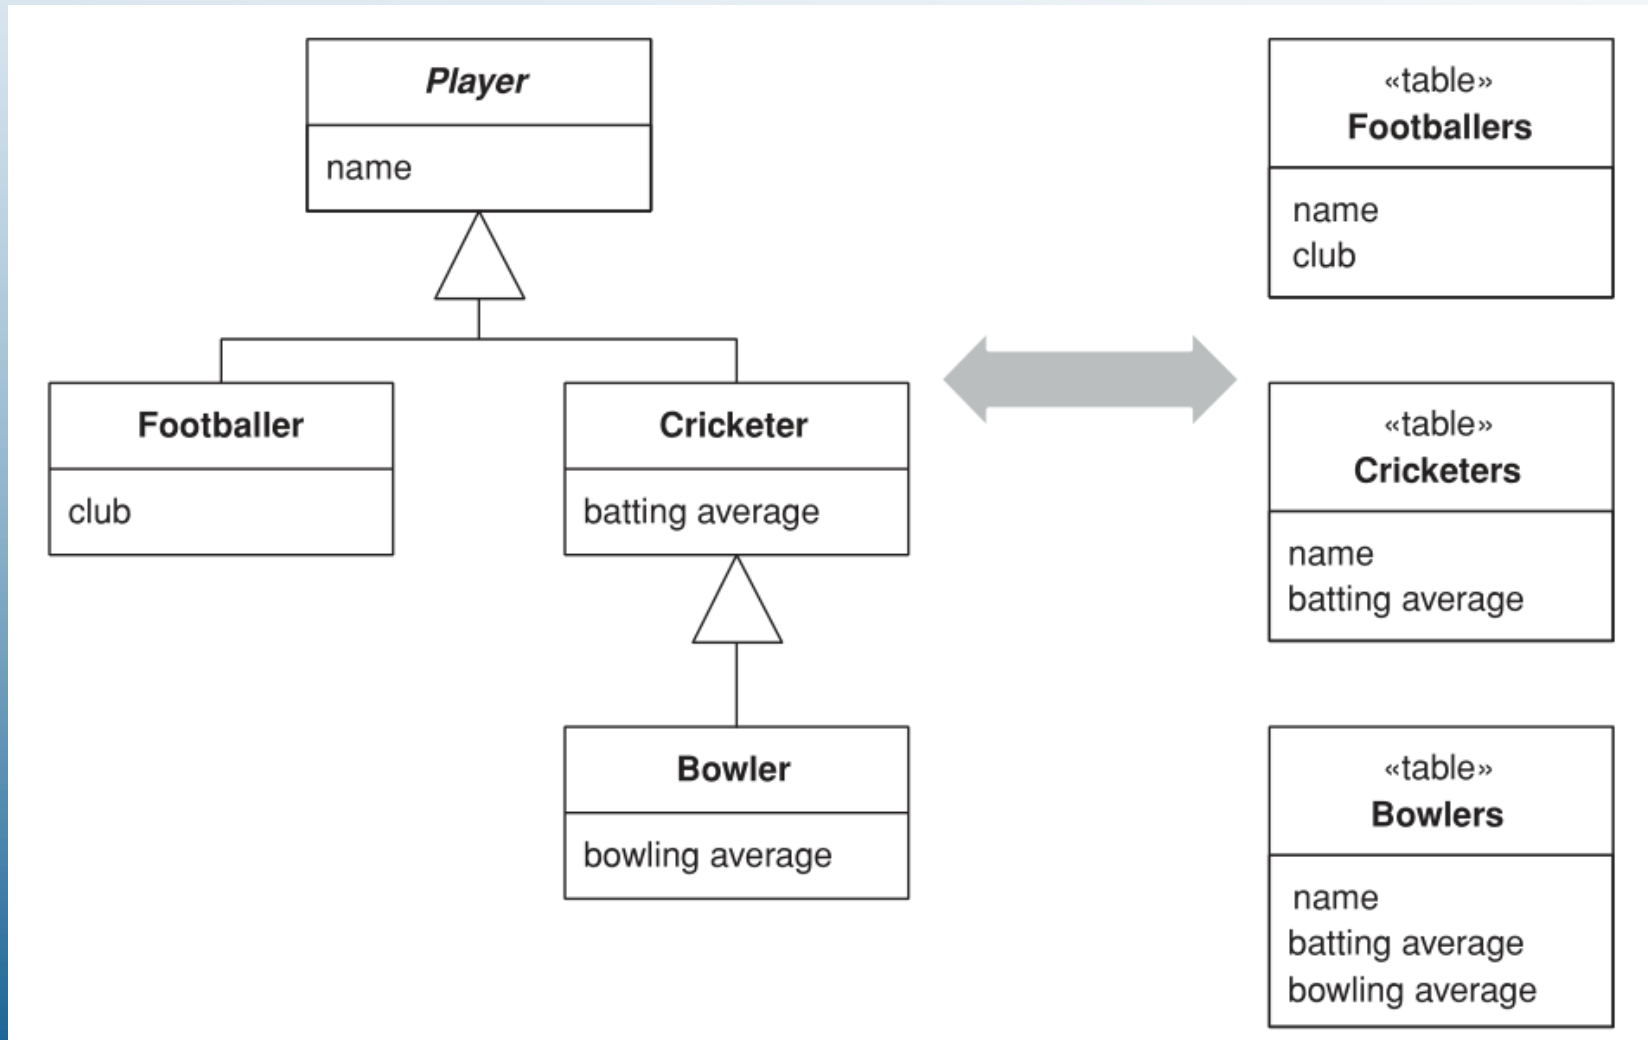 Player
name
Footballer
club
Cricketer
batting average
Bowler
bowling average
«table»
Footballers
name
club
«table»
Cricketers
name
batting average
«table»
Bowlers
name
batting average
bowling average